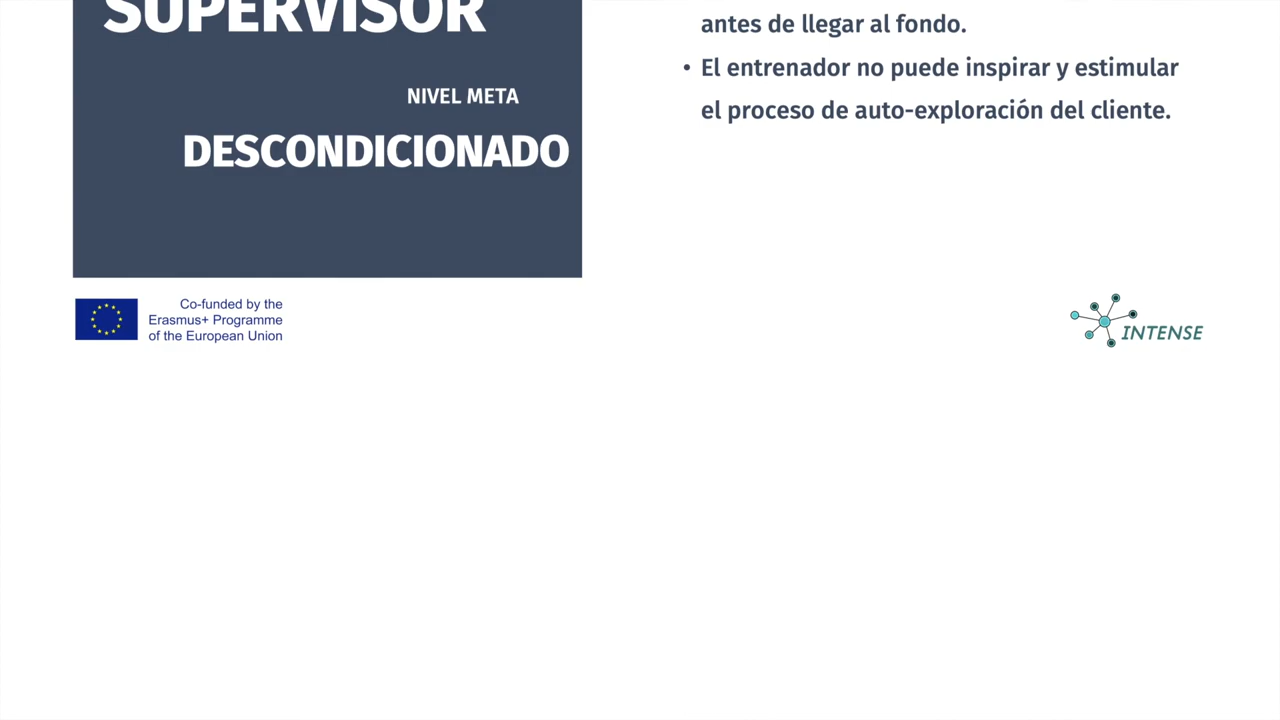 SUPERVISOR
NIVEL META
DESCONDICIONADO
antes de llegar al fondo.
• El entrenador no puede inspirar y estimular
el proceso de auto-exploración del cliente.
Co-funded by the
Erasmus+ Programme
of the European Union
INTENSE